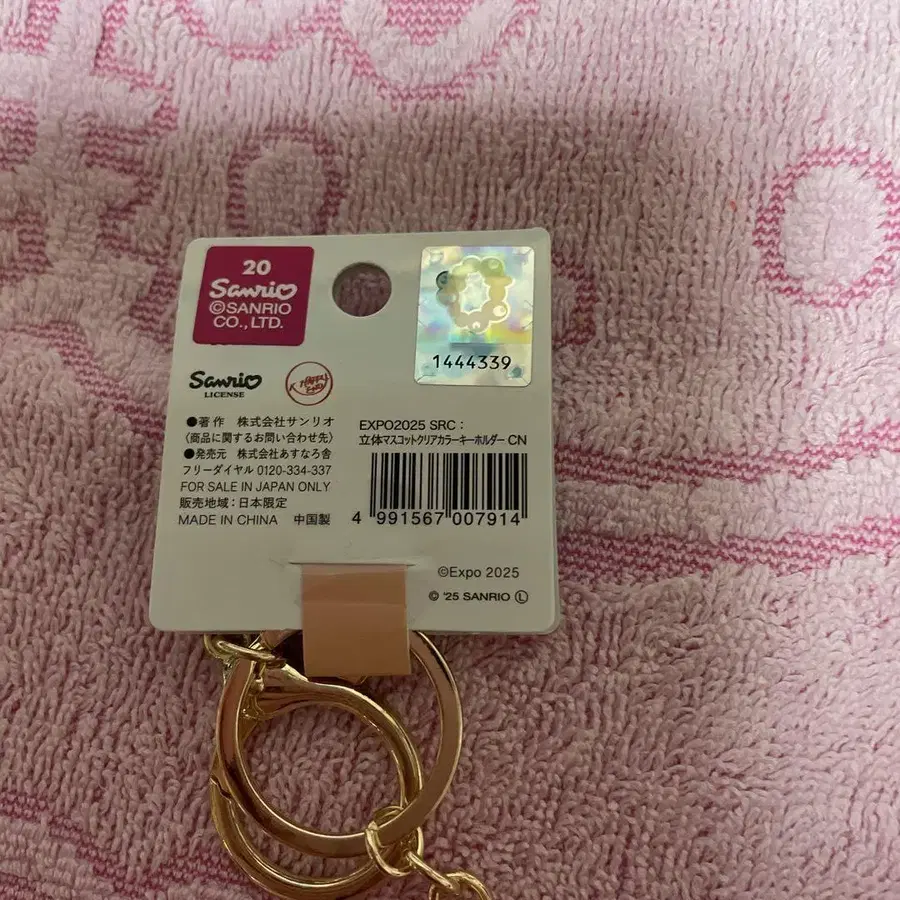 20
Sanrio
©SANRIO
CO., LTD.
1444339
Sanrio
LICENSE
●著作 株式会社サンリオ
(商品に関するお問い合わせ先)
●発売元 株式会社あすなろ舎
フリーダイヤル 0120-334-337
FOR SALE IN JAPAN ONLY
販売地域：日本限定
MADE IN CHINA 中国製
EXPO2025 SRC：
立体マスコットクリアカラーキーホルダー CN
4 991567 007914
©Expo 2025
© '25 SANRIO Ⓛ